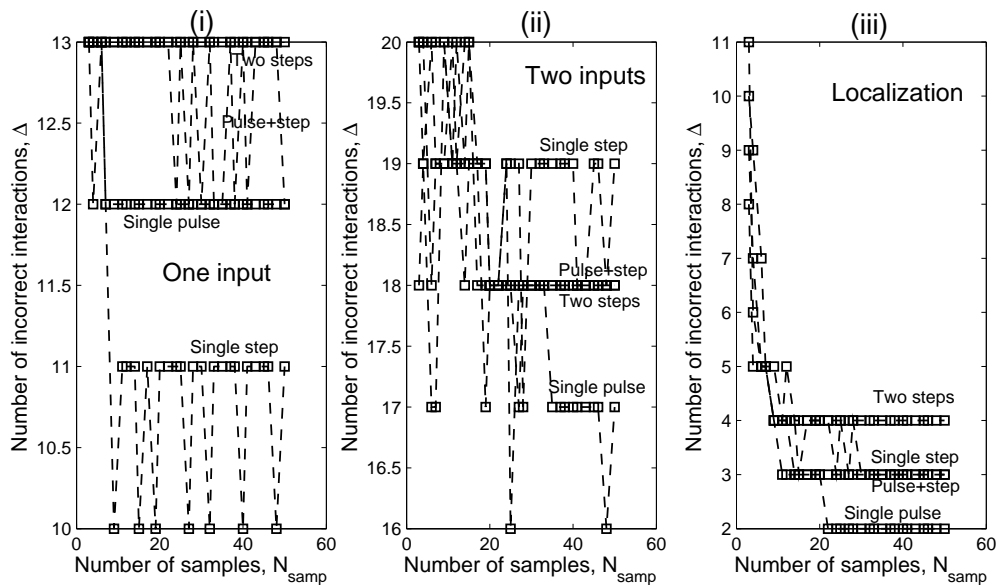 (i)
13
12.5
12
11.5
11
10.5
10
0
20
40
60
Number of incorrect interactions, Δ
Number of samples, N_samp
Two steps
Pulse+step
Single pulse
One input
Single step
(ii)
20
19.5
19
18.5
18
17.5
17
16.5
16
0
20
40
60
Number of incorrect interactions, Δ
Number of samples, N_samp
Two inputs
Single step
Pulse+step
Two steps
Single pulse
(iii)
11
10
9
8
7
6
5
4
3
2
0
20
40
60
Number of incorrect interactions, Δ
Number of samples, N_samp
Localization
Two steps
Single step
Pulse+step
Single pulse